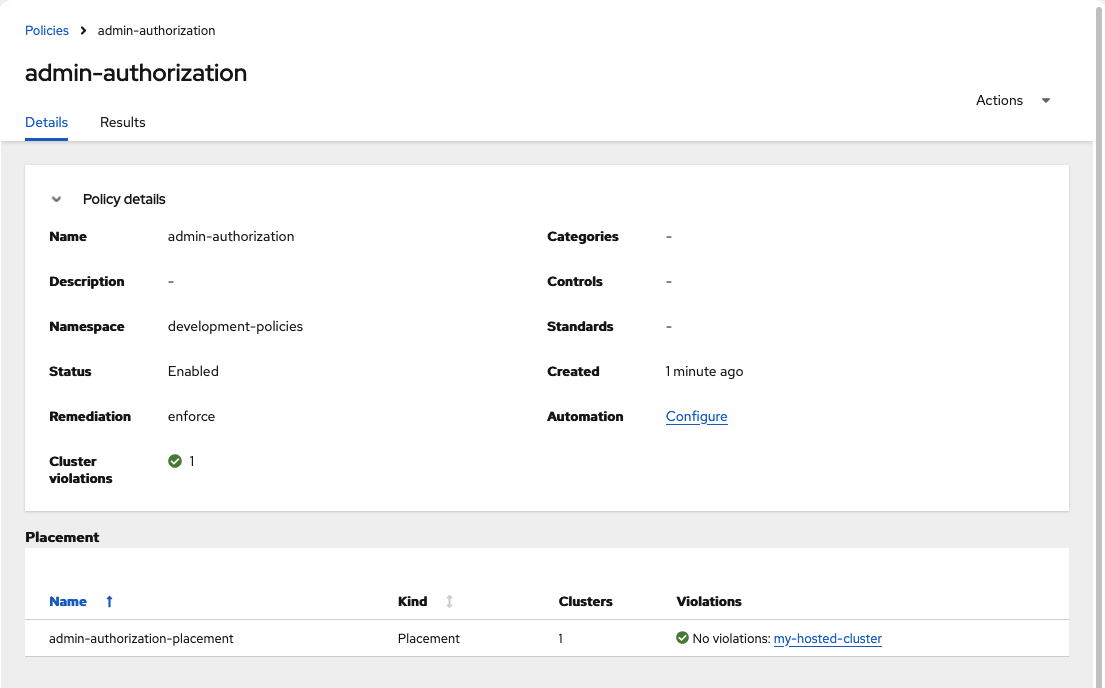 Policies admin-authorization
admin-authorization
Actions
Details Results
Policy details
Name admin-authorization
Categories -
Description -
Controls -
Namespace development-policies
Standards -
Status Enabled
Created 1 minute ago
Remediation enforce
Automation Configure
Cluster violations 1
Placement
Name Kind Clusters Violations
admin-authorization-placement Placement 1 No violations: my-hosted-cluster